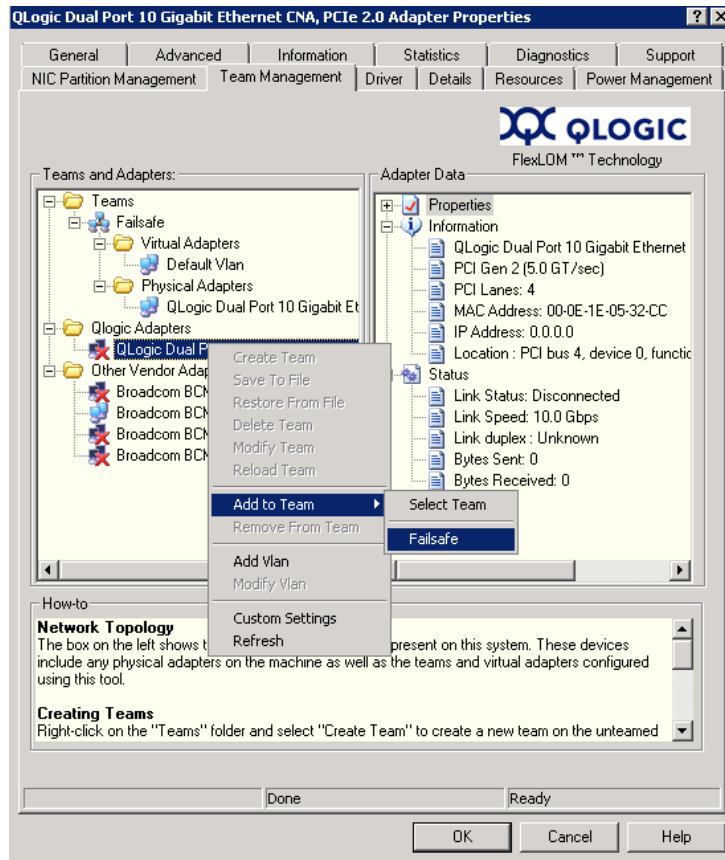 QLogic Dual Port 10 Gigabit Ethernet CNA, PCIe 2.0 Adapter Properties
General Advanced Information Statistics Diagnostics Support
NIC Partition Management Team Management Driver Details Resources Power Management
QLOGIC
FlexLOM ™ Technology
Teams and Adapters:
Teams
Failsafe
Virtual Adapters
Default Vlan
Physical Adapters
QLogic Dual Port 10 Gigabit Et
Qlogic Adapters
QLogic Dual P
Other Vendor Adap
Broadcom BCM
Broadcom BCM
Broadcom BCM
Broadcom BCM
Create Team
Save To File
Restore From File
Delete Team
Modify Team
Reload Team
Add to Team
Remove From Team
Add Vlan
Modify Vlan
Custom Settings
Refresh
Select Team
Failsafe
Adapter Data
Properties
Information
QLogic Dual Port 10 Gigabit Ethernet
PCI Gen 2 (5.0 GT/sec)
PCI Lanes: 4
MAC Address: 00-0E-1E-05-32-CC
IP Address: 0.0.0.0
Location : PCI bus 4, device 0, functic
Status
Link Status: Disconnected
Link Speed: 10.0 Gbps
Link duplex : Unknown
Bytes Sent: 0
Bytes Received: 0
How-to
Network Topology
The box on the left shows t present on this system. These devices
include any physical adapters on the machine as well as the teams and virtual adapters configured
using this tool.
Creating Teams
Right-click on the "Teams" folder and select "Create Team" to create a new team on the unteamed
Done Ready
OK Cancel Help